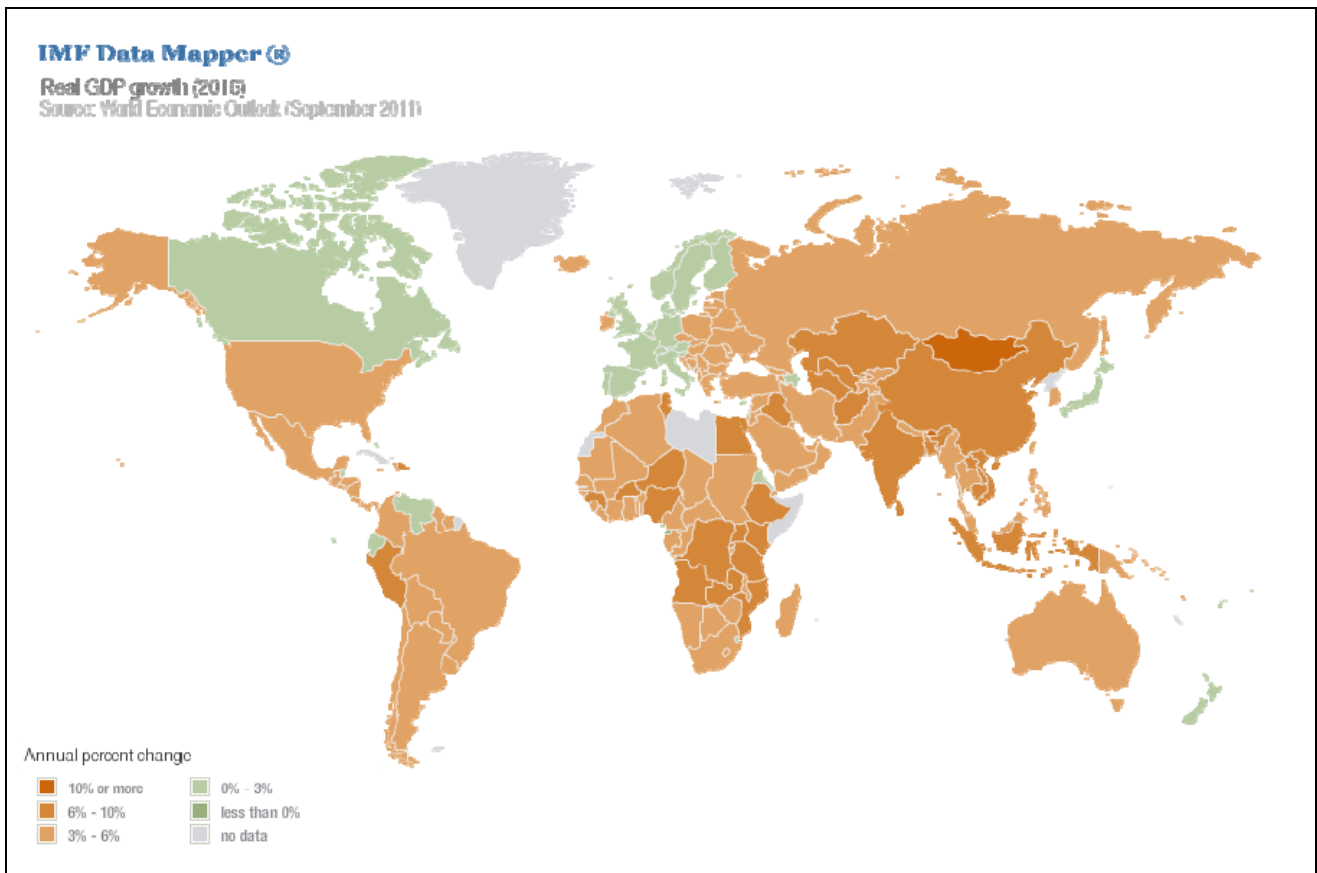 IMF Data Mapper ®
Real GDP growth (2016)
Source: World Economic Outlook (September 2011)
Annual percent change
10% or more
6% - 10%
3% - 6%
0% - 3%
less than 0%
no data